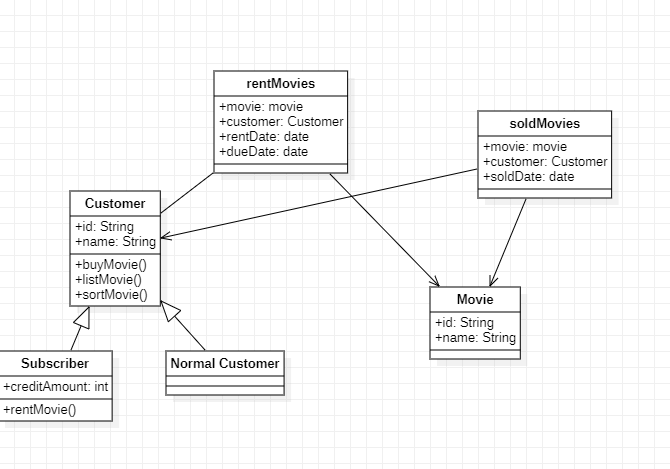 rentMovies
+movie: movie
+customer: Customer
+rentDate: date
+dueDate: date
soldMovies
+movie: movie
+customer: Customer
+soldDate: date
Customer
+id: String
+name: String
+buyMovie()
+listMovie()
+sortMovie()
Movie
+id: String
+name: String
Subscriber
+creditAmount: int
+rentMovie()
Normal Customer